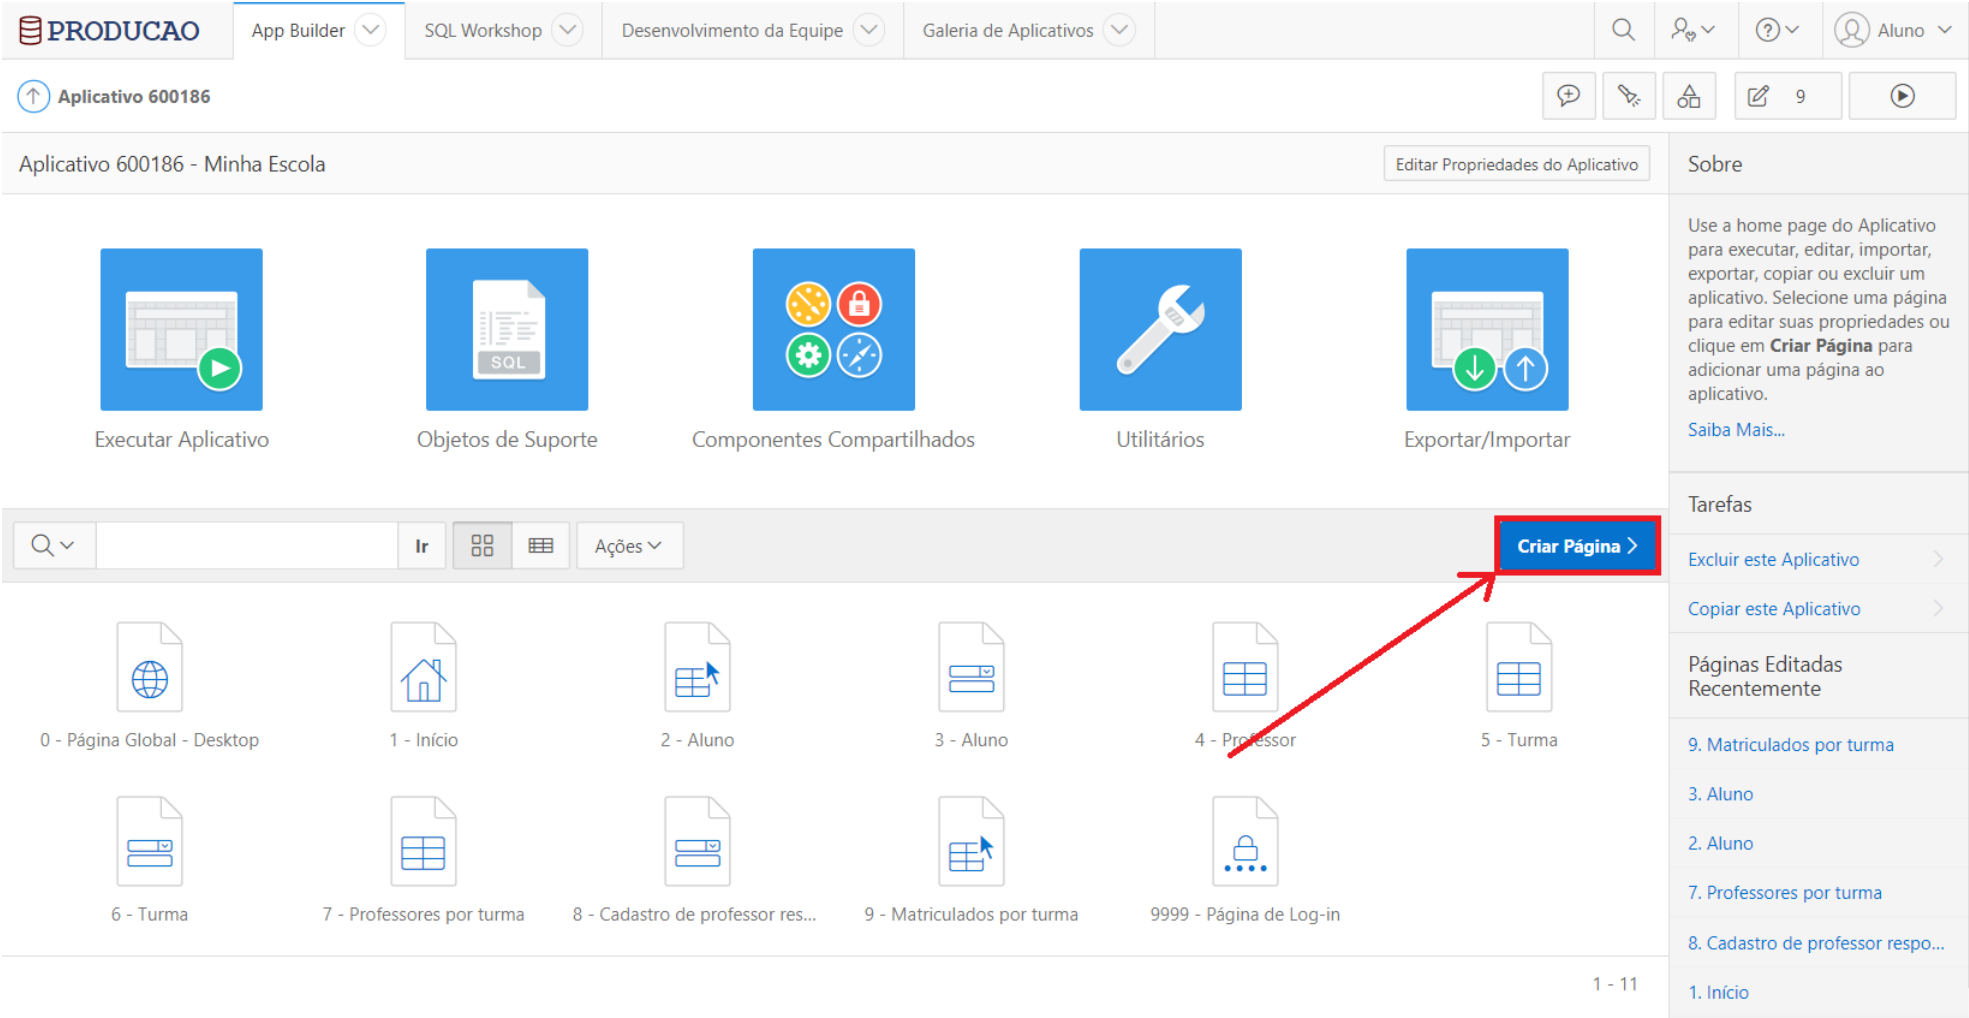 PRODUCAO
App Builder
SQL Workshop
Desenvolvimento da Equipe
Galeria de Aplicativos
Aluno
Aplicativo 600186
9
Aplicativo 600186 - Minha Escola
Editar Propriedades do Aplicativo
Sobre
Use a home page do Aplicativo
para executar, editar, importar,
exportar, copiar ou excluir um
aplicativo. Selecione uma página
para editar suas propriedades ou
clique em Criar Página para
adicionar uma página ao
aplicativo.
Saiba Mais...
SQL
Executar Aplicativo
Objetos de Suporte
Componentes Compartilhados
Utilitários
Exportar/Importar
Ir
Ações
Criar Página
Tarefas
Excluir este Aplicativo
Copiar este Aplicativo
Páginas Editadas
Recentemente
9. Matriculados por turma
3. Aluno
2. Aluno
7. Professores por turma
8. Cadastro de professor respo...
1. Início
0 - Página Global - Desktop
1 - Início
2 - Aluno
3 - Aluno
4 - Professor
5 - Turma
6 - Turma
7 - Professores por turma
8 - Cadastro de professor res...
9 - Matriculados por turma
9999 - Página de Log-in
1 - 11